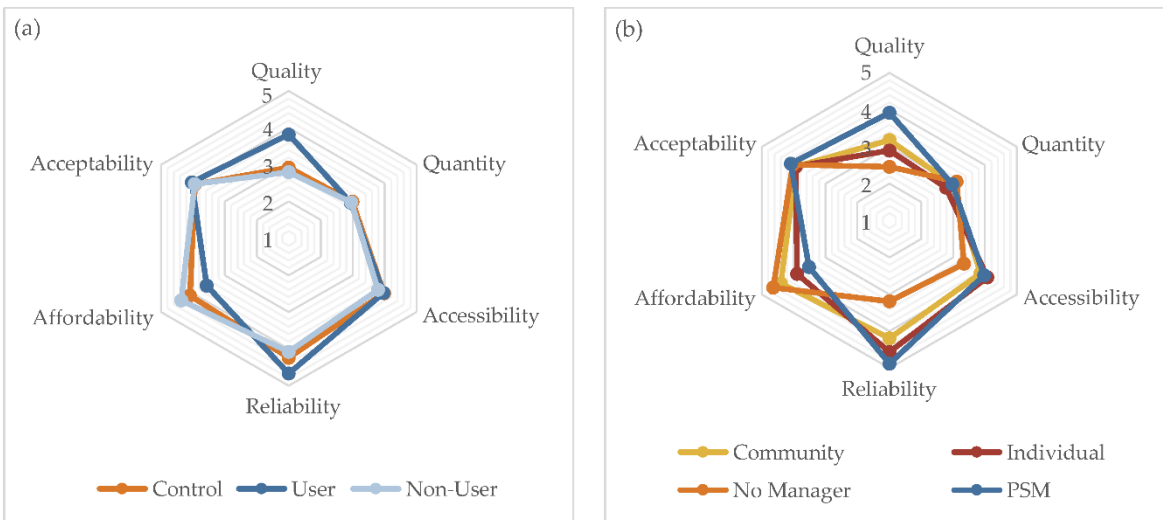 (a)
Quality
5
4
3
2
1
Quantity
Accessibility
Reliability
Affordability
Acceptability
Control User Non-User
(b)
Quality
5
4
3
2
1
Quantity
Accessibility
Reliability
Affordability
Acceptability
Community Individual
No Manager PSM